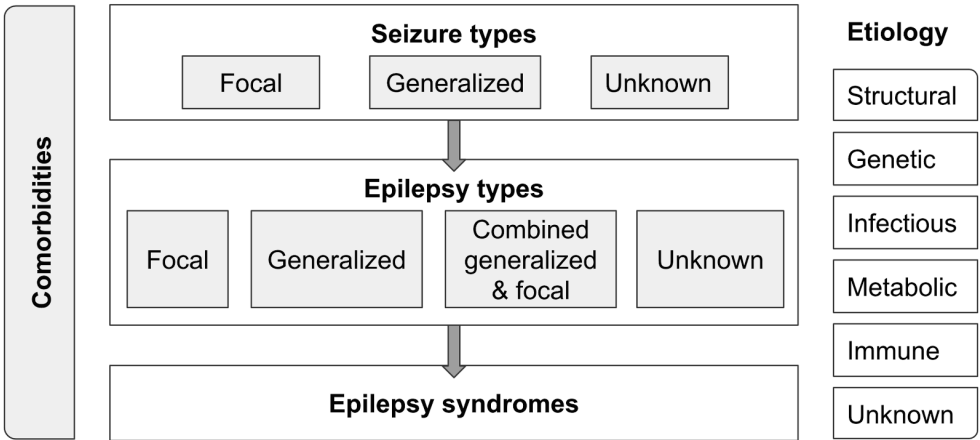 Comorbidities
Seizure types
Focal
Generalized
Unknown
Epilepsy types
Focal
Generalized
Combined
generalized
& focal
Unknown
Epilepsy syndromes
Etiology
Structural
Genetic
Infectious
Metabolic
Immune
Unknown